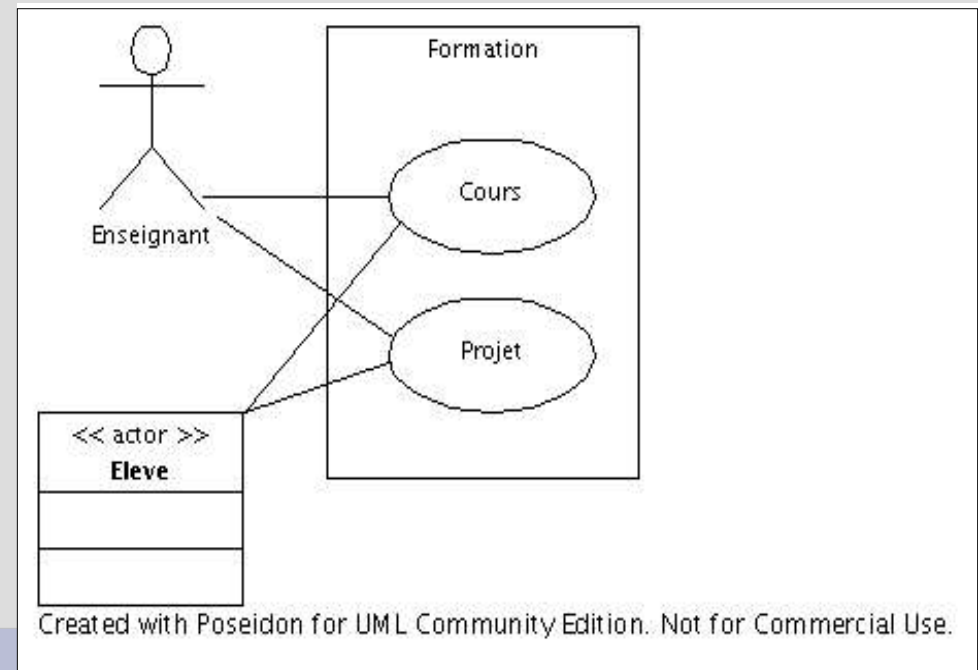 Formation
Cours
Enseignant
Projet
<< actor >>
Eleve
Created with Poseidon for UML Community Edition. Not for Commercial Use.